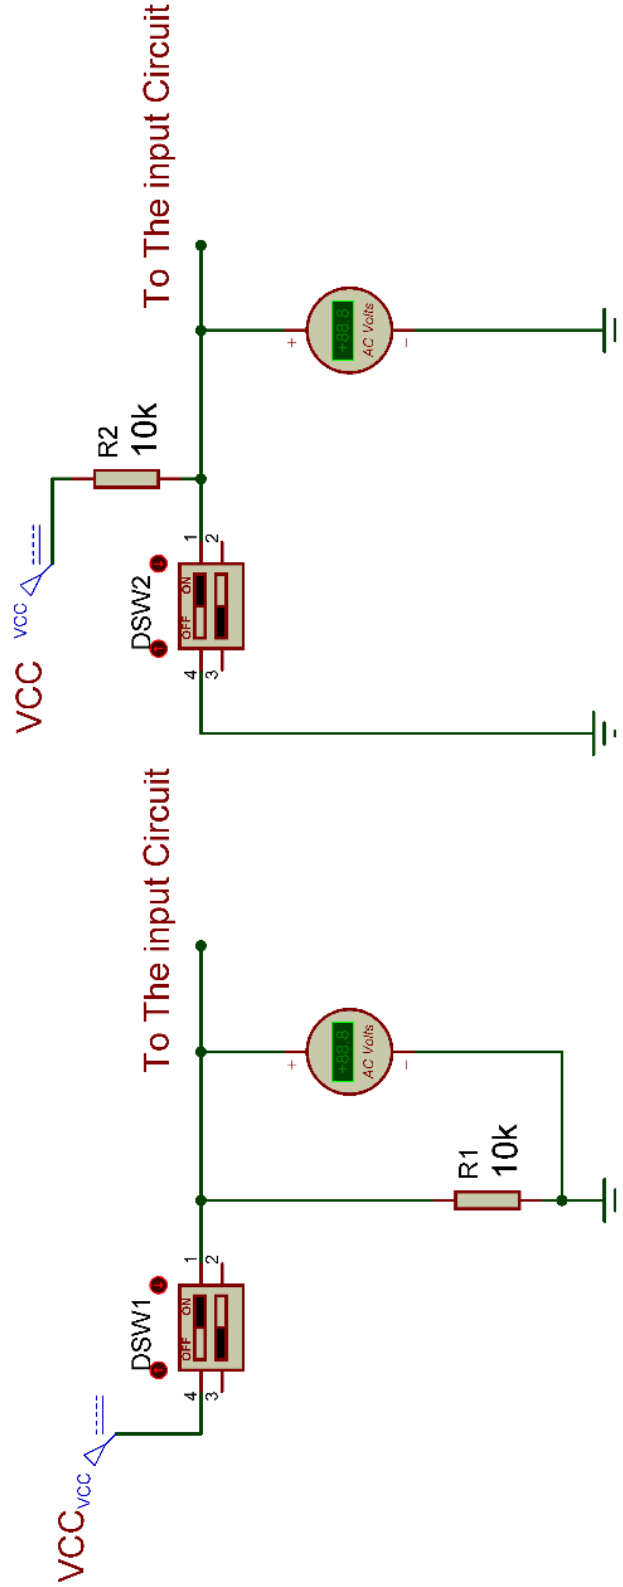 VCC
VCC
DSW1
OFF
ON
4
3
1
2
R1
10k
+
+88.8
AC Volts
−
To The input Circuit
VCC
VCC
DSW2
OFF
ON
4
3
1
2
R2
10k
+
+88.8
AC Volts
−
To The input Circuit